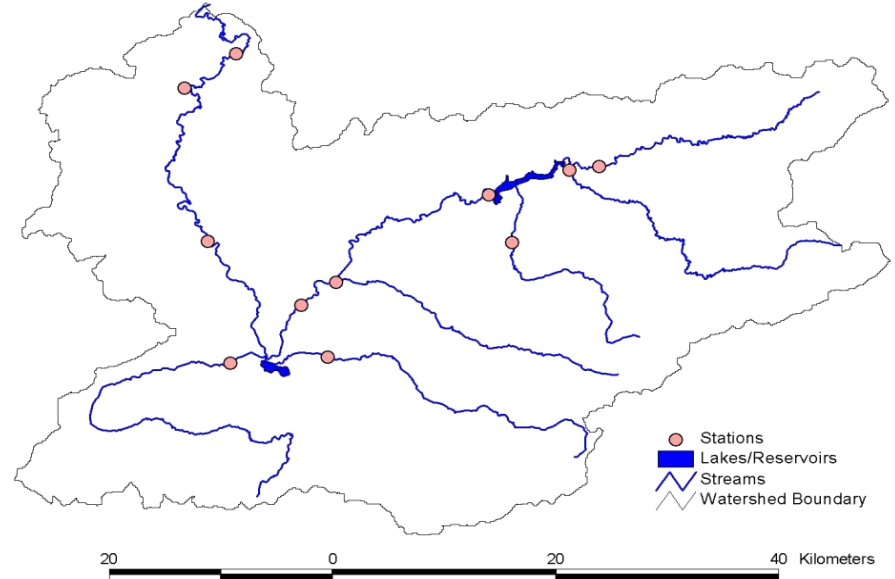 Stations
Lakes/Reservoirs
Streams
Watershed Boundary
20 0 20 40 Kilometers